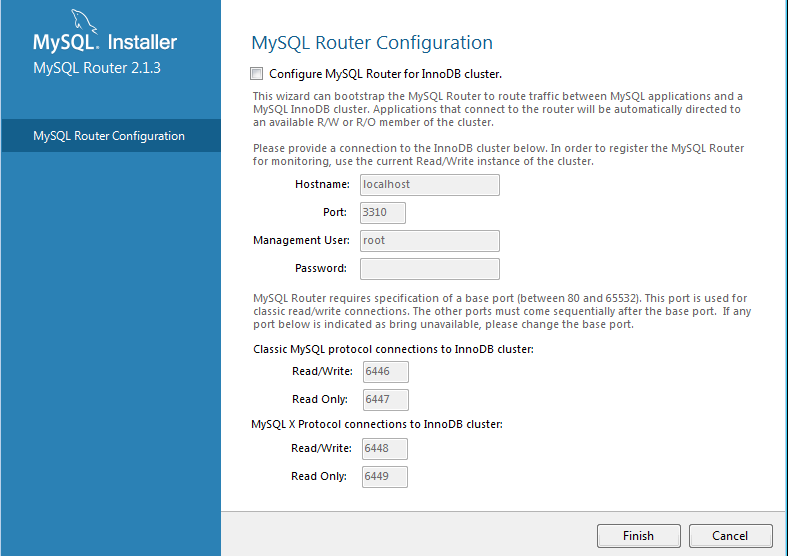 MySQL. Installer
MySQL Router 2.1.3
MySQL Router Configuration
MySQL Router Configuration
Configure MySQL Router for InnoDB cluster.
This wizard can bootstrap the MySQL Router to route traffic between MySQL applications and a
MySQL InnoDB cluster. Applications that connect to the router will be automatically directed to
an available R/W or R/O member of the cluster.
Please provide a connection to the InnoDB cluster below. In order to register the MySQL Router
for monitoring, use the current Read/Write instance of the cluster.
Hostname: localhost
Port: 3310
Management User: root
Password:
MySQL Router requires specification of a base port (between 80 and 65532). This port is used for
classic read/write connections. The other ports must come sequentially after the base port. If any
port below is indicated as bring unavailable, please change the base port.
Classic MySQL protocol connections to InnoDB cluster:
Read/Write: 6446
Read Only: 6447
MySQL X Protocol connections to InnoDB cluster:
Read/Write: 6448
Read Only: 6449
Finish Cancel